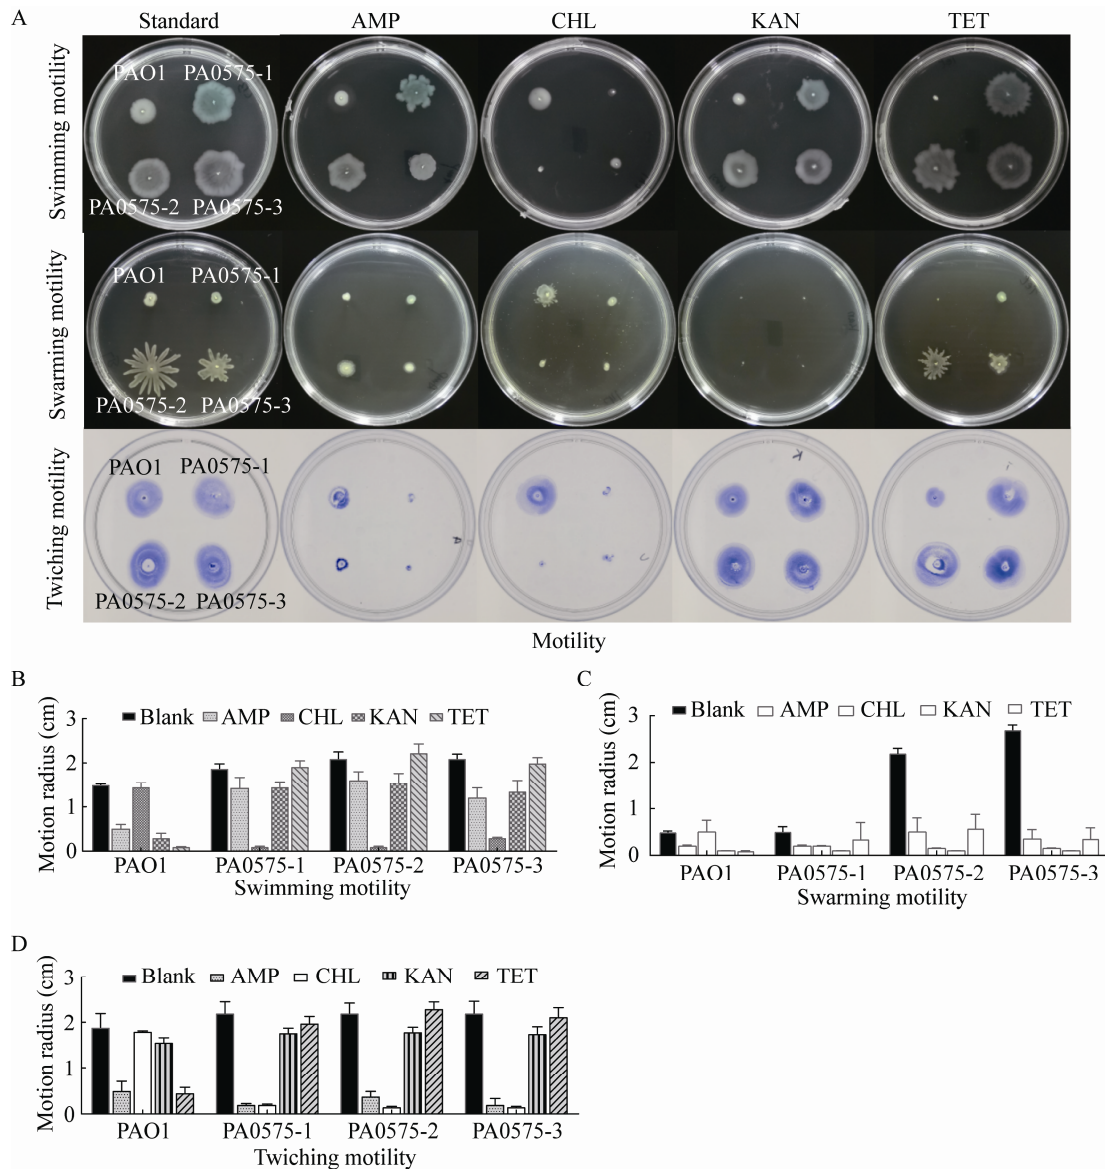 A
Standard AMP CHL KAN TET
Swimming motility
PAO1 PA0575-1
PA0575-2 PA0575-3
Swarming motility
PAO1 PA0575-1
PA0575-2 PA0575-3
Twiching motility
PAO1 PA0575-1
PA0575-2 PA0575-3
Motility
B
Motion radius (cm)
Blank AMP CHL KAN TET
3
2
1
0
PAO1 PA0575-1 PA0575-2 PA0575-3
Swimming motility
C
Motion radius (cm)
Blank AMP CHL KAN TET
3
2
1
0
PAO1 PA0575-1 PA0575-2 PA0575-3
Swarming motility
D
Motion radius (cm)
Blank AMP CHL KAN TET
3
2
1
0
PAO1 PA0575-1 PA0575-2 PA0575-3
Twiching motility